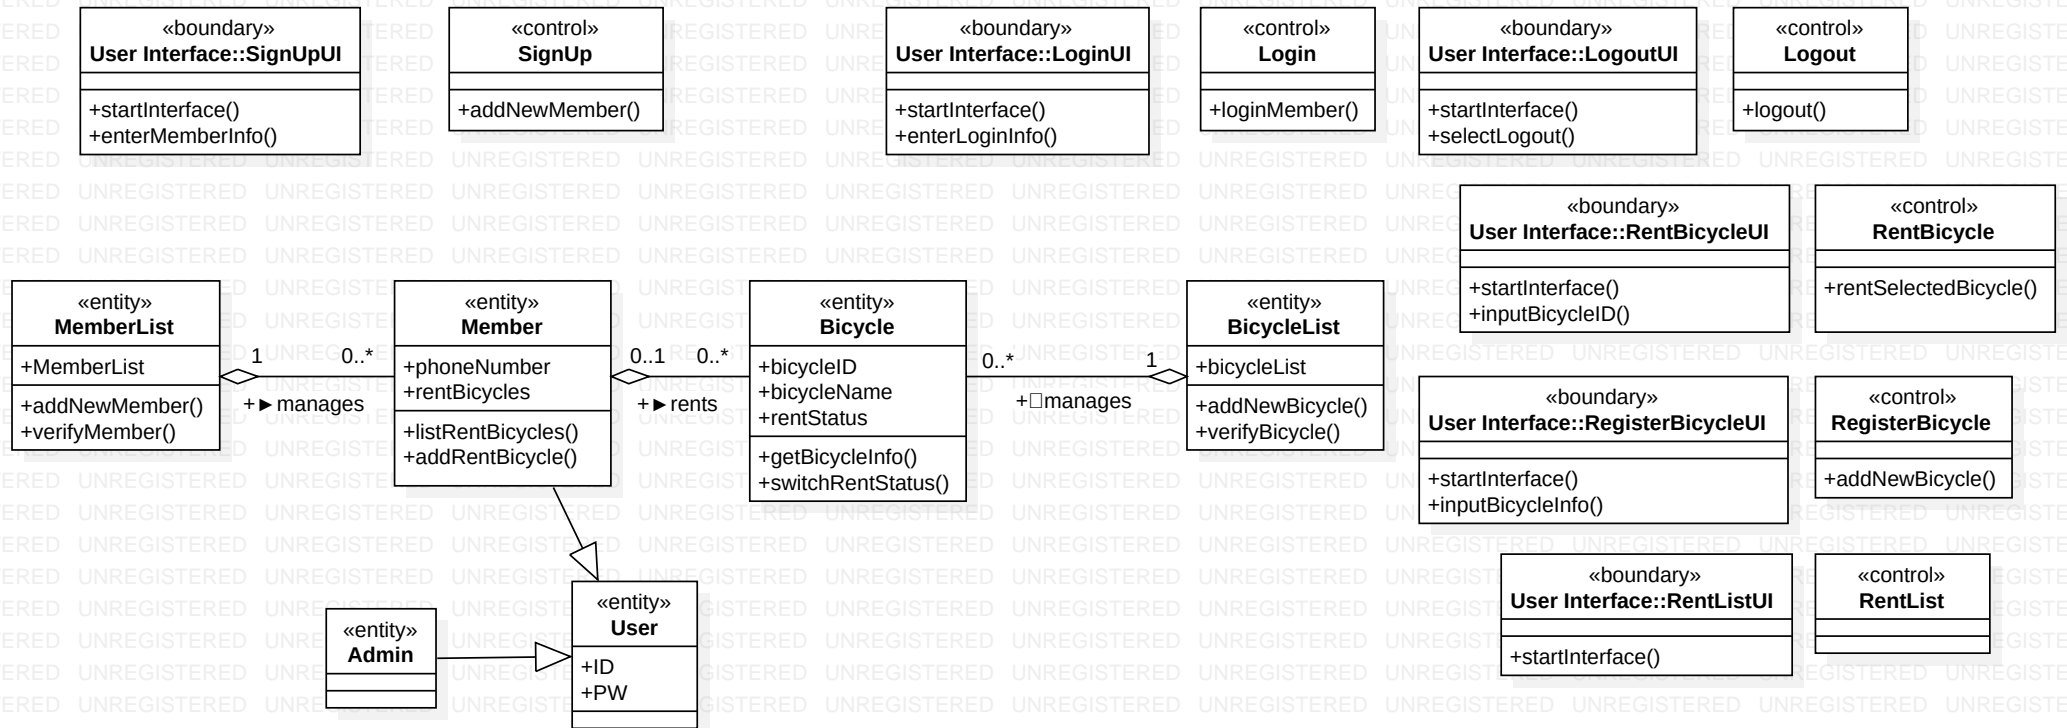 «boundary»
User Interface::SignUpUI
+startInterface()
+enterMemberInfo()
«control»
SignUp
+addNewMember()
«boundary»
User Interface::LoginUI
+startInterface()
+enterLoginInfo()
«control»
Login
+loginMember()
«boundary»
User Interface::LogoutUI
+startInterface()
+selectLogout()
«control»
Logout
+logout()
«boundary»
User Interface::RentBicycleUI
+startInterface()
+inputBicycleID()
«control»
RentBicycle
+rentSelectedBicycle()
«entity»
MemberList
+MemberList
+addNewMember()
+verifyMember()
1
0..*
+►manages
«entity»
Member
+phoneNumber
+rentBicycles
+listRentBicycles()
+addRentBicycle()
0..1
0..*
+►rents
«entity»
Bicycle
+bicycleID
+bicycleName
+rentStatus
+getBicycleInfo()
+switchRentStatus()
0..*
1
+□manages
«entity»
BicycleList
+bicycleList
+addNewBicycle()
+verifyBicycle()
«boundary»
User Interface::RegisterBicycleUI
+startInterface()
+inputBicycleInfo()
«control»
RegisterBicycle
+addNewBicycle()
«boundary»
User Interface::RentListUI
+startInterface()
«control»
RentList
«entity»
Admin
«entity»
User
+ID
+PW
UNREGISTERED